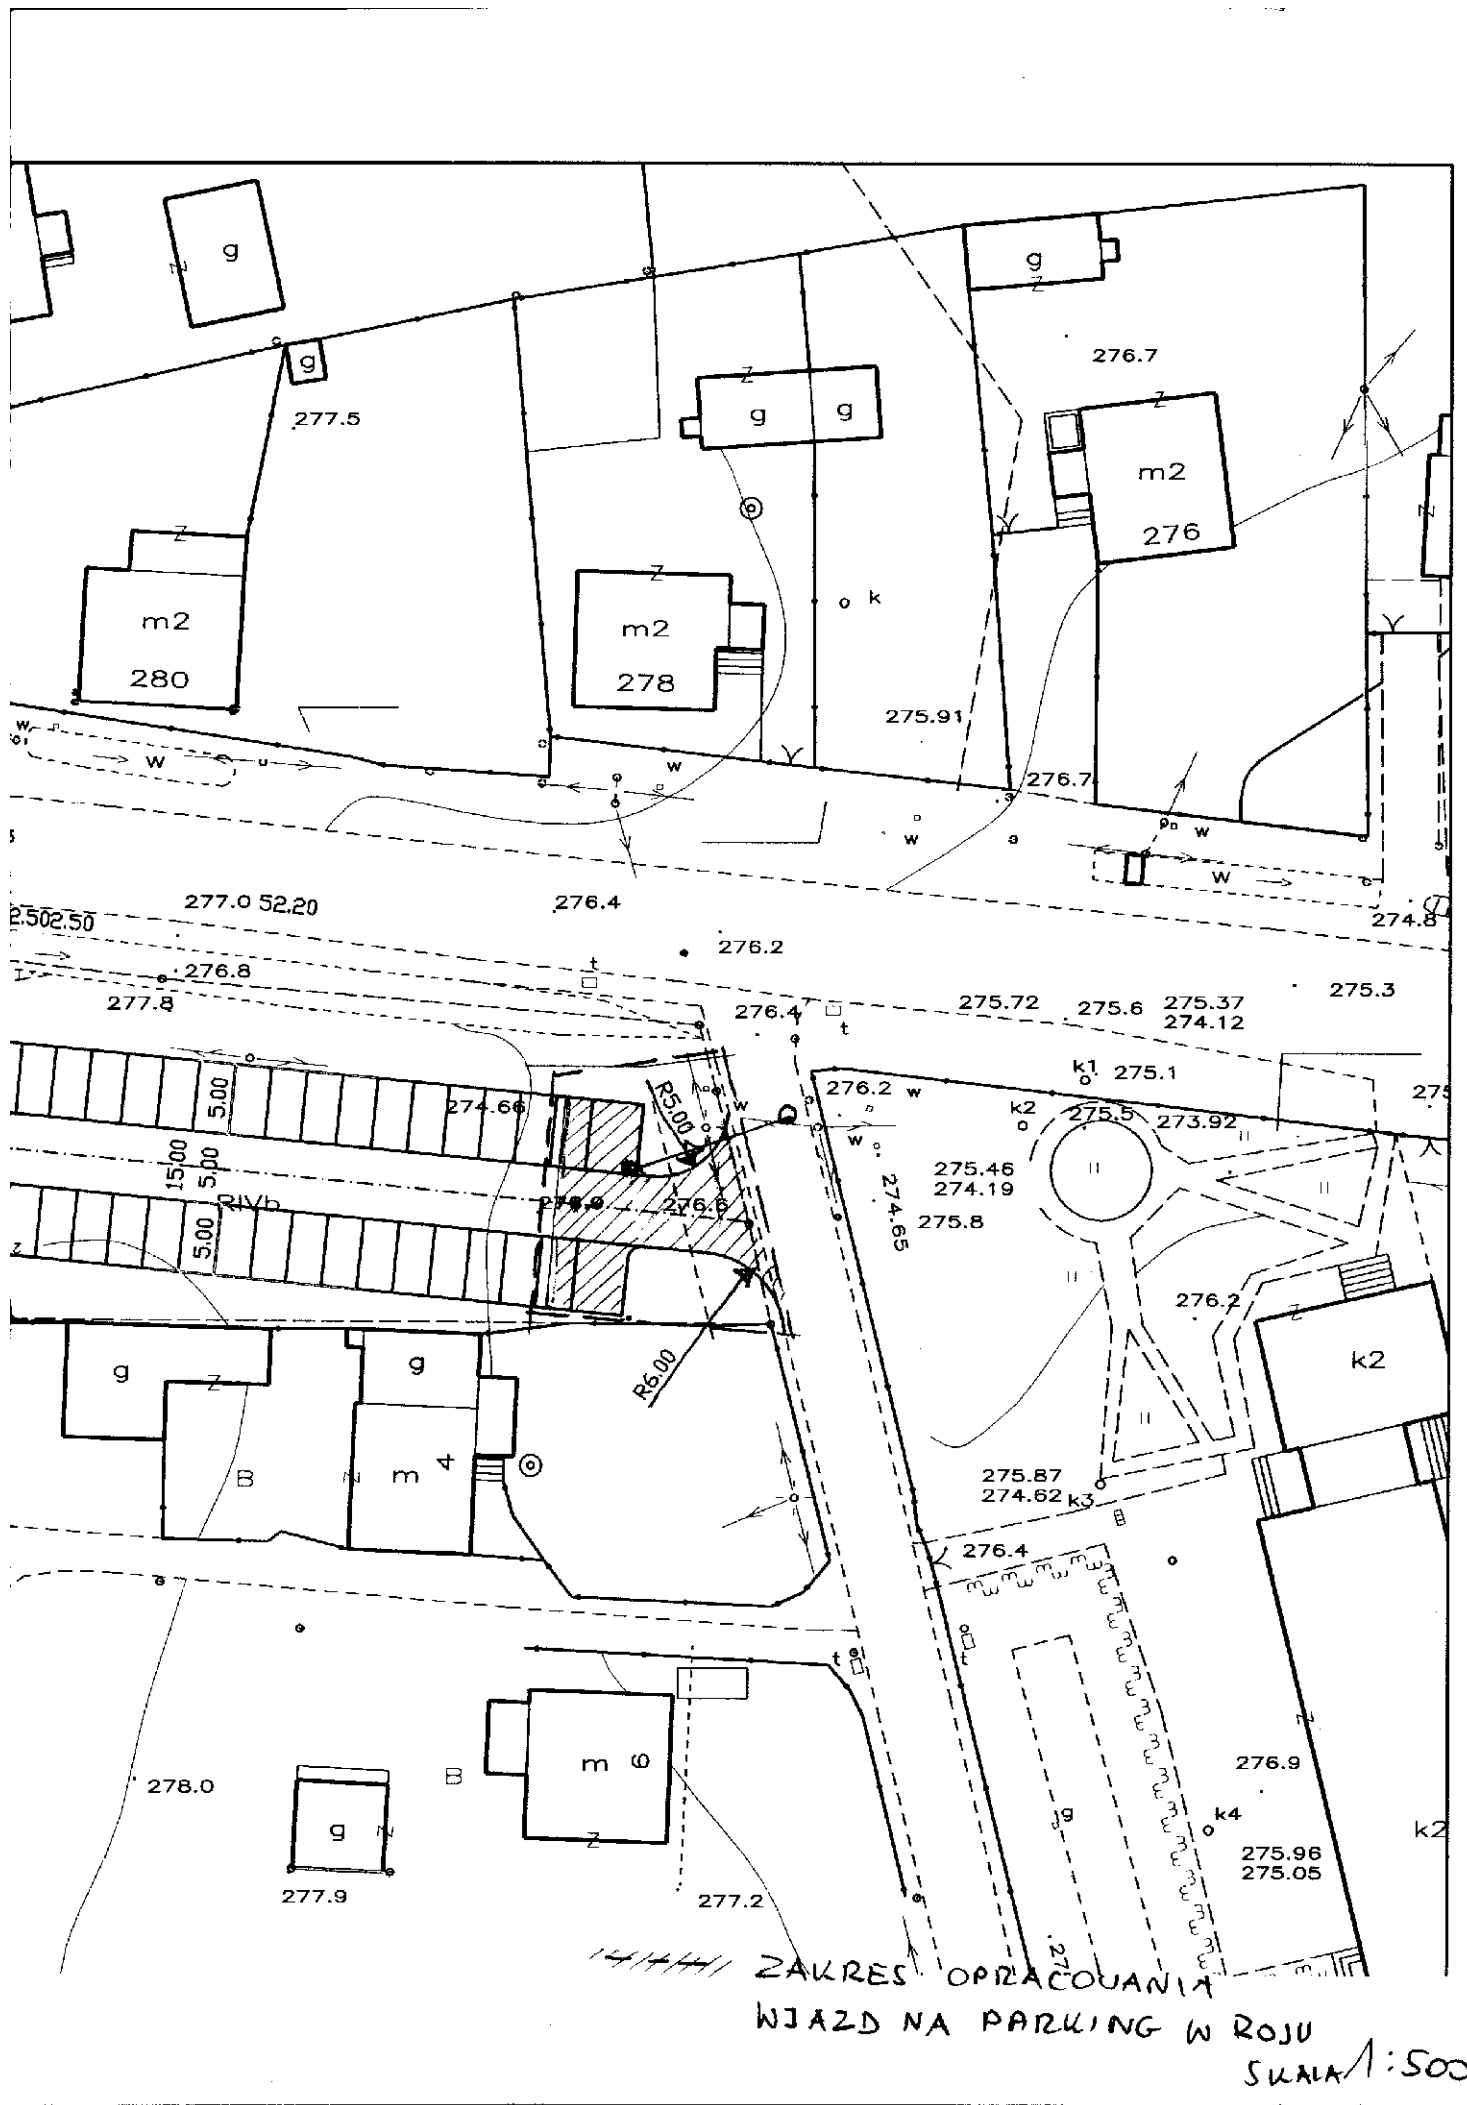 g
g
g
276.7
277.5
g
g
m2
276
k
m2
280
m2
278
275.91
276.7
w
W
w
w
w
W
277.0 52.20
276.4
274.8
2.502.50
276.2
276.8
t
277.8
276.4
t
275.72
275.6
275.37
274.12
275.3
k1
275.1
276.2
w
k2
275.5
273.92
274.66
R5.00
w
w
5.00
15.00
5.00
5.00
RIVb
276.6
275.46
274.19
275.8
274.65
276.2
R6.00
g
g
k2
B
m 4
275.87
274.62
k3
B
276.4
t
t
m 6
B
278.0
g
g
276.9
k4
k2
275.96
275.05
277.9
277.2
ZAKRES OPRACOWANIA
WJAZD NA PARKING W ROJU
SKALA 1:500